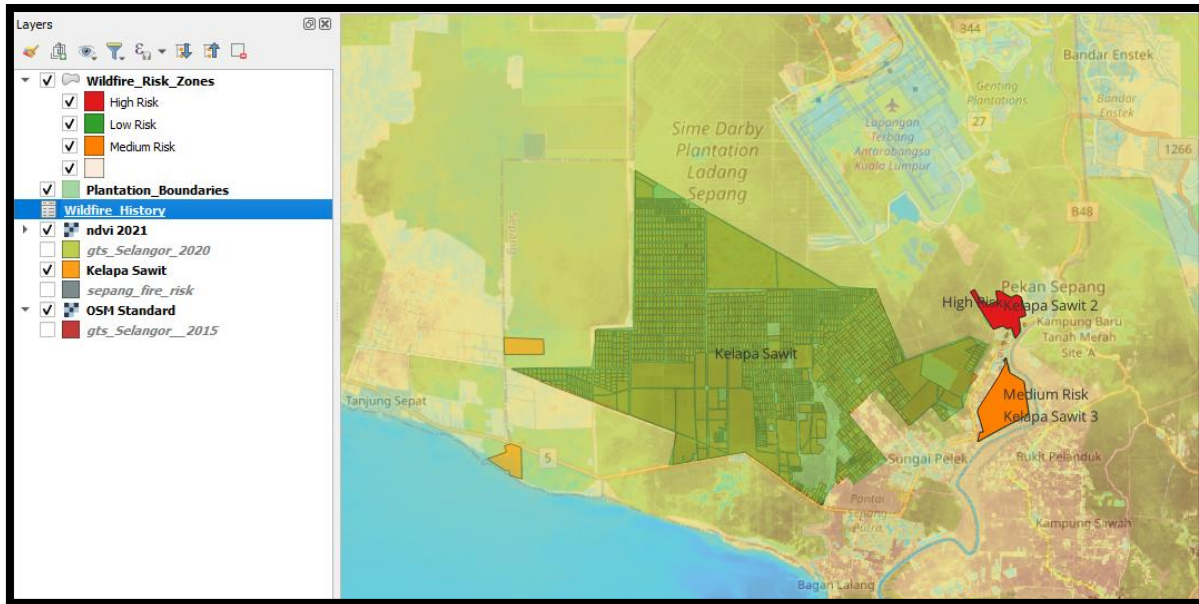 Layers
Wildfire_Risk_Zones
High Risk
Low Risk
Medium Risk
Plantation_Boundaries
Wildfire_History
ndvi 2021
gts_Selangor_2020
Kelapa Sawit
sepang_fire_risk
OSM Standard
gts_Selangor__2015
344
Bandar Enstek
Genting
Plantations
Bandar
Enstek
27
1266
Lapangan
Terbang
Antarabangsa
Kuala Lumpur
Sime Darby
Plantation
Ladang
Sepang
B48
Sepang
Pekan Sepang
High Risk
Kelapa Sawit 2
Kampung Baru
Tanah Merah
Site 'A'
Kelapa Sawit
Tanjung Sepat
Medium Risk
Kelapa Sawit 3
5
Sungai Pelek
Bukit Pelanduk
Pantai
Sepang
Putra
Kampung Sawah
Bagan Lalang